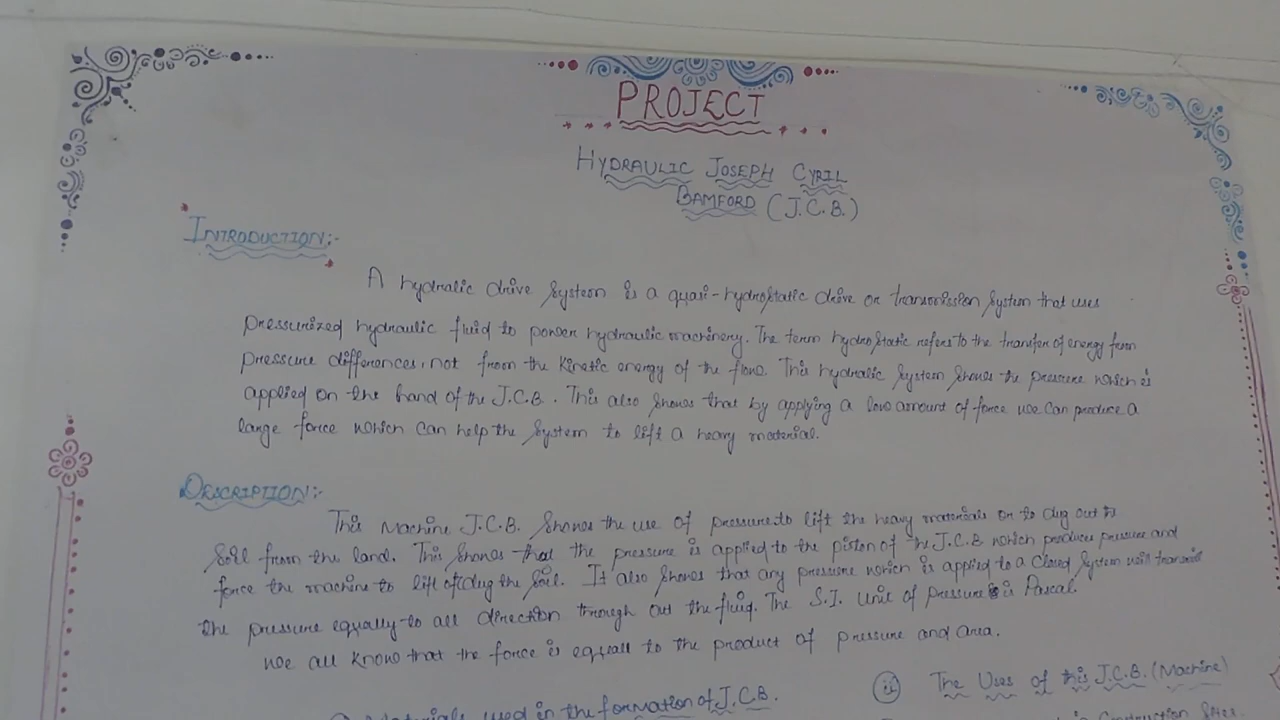 PROJECT
HYDRAULIC JOSEPH CYRIL
BAMFORD (J.C.B.)
INTRODUCTION:-
A hydralic drive system is a quasi-hydrostatic drive or transmission system that uses
pressurized hydraulic fluid to power hydraulic machinery. The term hydrostatic refers to the transfer of energy from
pressure differences, not from the kinetic energy of the flow. This hydralic system shows the pressure which is
applied on the hand of the J.C.B. This also shows that by applying a low amount of force we can produce a
large force which can help the system to lift a heavy material.
DESCRIPTION:-
This Machine J.C.B. shows the use of pressure to lift the heavy materials or to dig out the
soil from the land. This shows that the pressure is applied to the piston of the J.C.B which produces pressure and
force the machine to lift of dug the soil. It also shows that any pressure which is applied to a closed system will transmit
the pressure equally to all direction through out the fluid. The S.I. unit of pressure is Pascal.
We all know that the force is equall to the product of pressure and area.
Materials used in the formation of J.C.B.
(ii) The Uses of this J.C.B. (Machine)
Construction Sites.